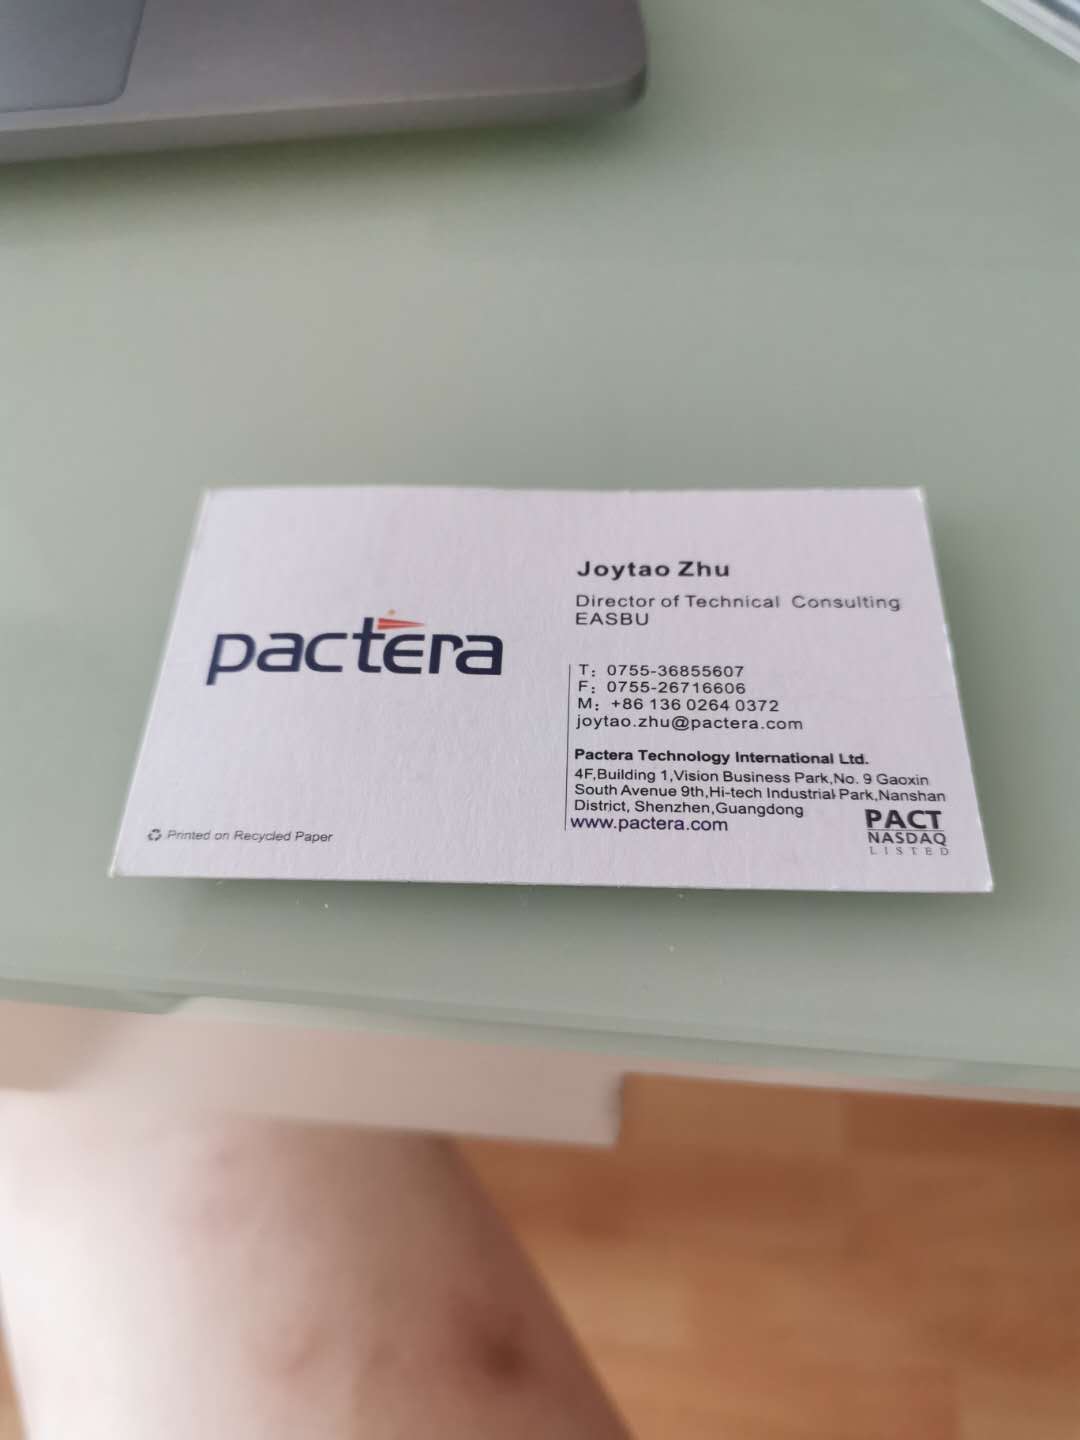 pactera
Joytao Zhu
Director of Technical Consulting
EASBU
T: 0755-36855607
F: 0755-26716606
M: +86 136 0264 0372
joytao.zhu@pactera.com
Pactera Technology International Ltd.
4F,Building 1,Vision Business Park,No. 9 Gaoxin
South Avenue 9th,Hi-tech Industrial Park,Nanshan
District, Shenzhen,Guangdong
www.pactera.com
PACT
NASDAQ
LISTED
Printed on Recycled Paper